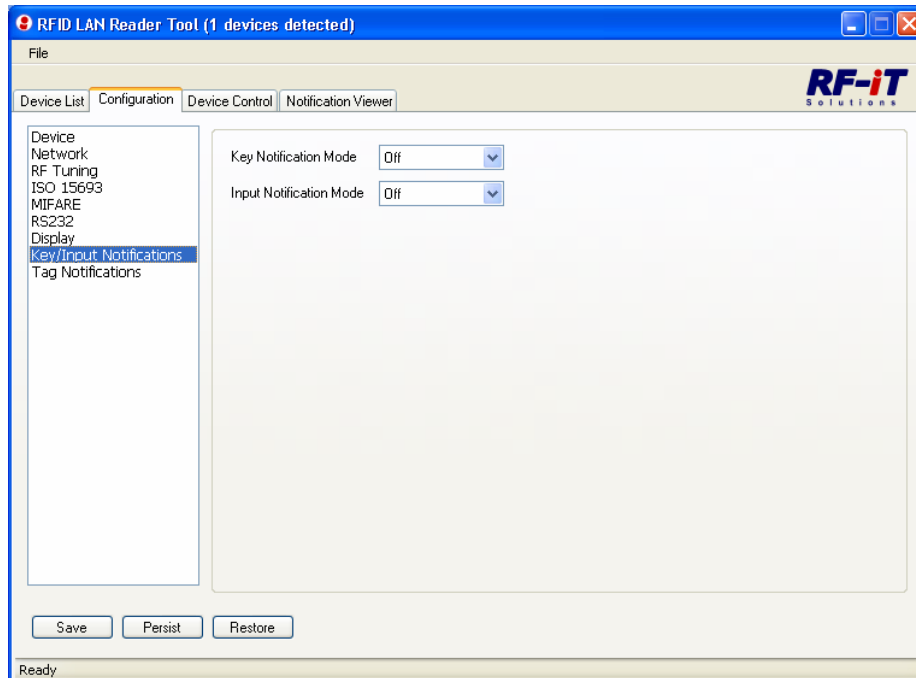 RFID LAN Reader Tool (1 devices detected)
File
RF-iT
Solutions
Device List Configuration Device Control Notification Viewer
Device
Network
RF Tuning
ISO 15693
MIFARE
RS232
Display
Key/Input Notifications
Tag Notifications
Key Notification Mode Off
Input Notification Mode Off
Save Persist Restore
Ready